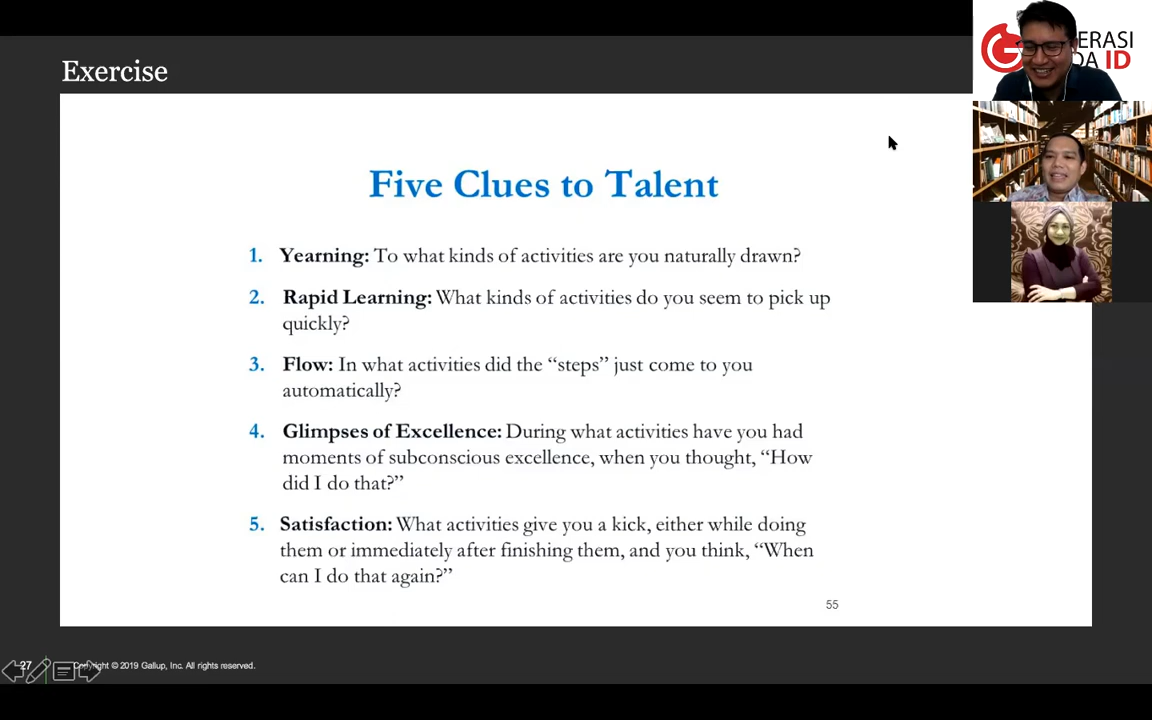 Exercise
ERASI
DA ID
Five Clues to Talent
1. Yearning: To what kinds of activities are you naturally drawn?
2. Rapid Learning: What kinds of activities do you seem to pick up
quickly?
3. Flow: In what activities did the “steps” just come to you
automatically?
4. Glimpses of Excellence: During what activities have you had
moments of subconscious excellence, when you thought, “How
did I do that?”
5. Satisfaction: What activities give you a kick, either while doing
them or immediately after finishing them, and you think, “When
can I do that again?”
55
27 Copyright © 2019 Gallup, Inc. All rights reserved.